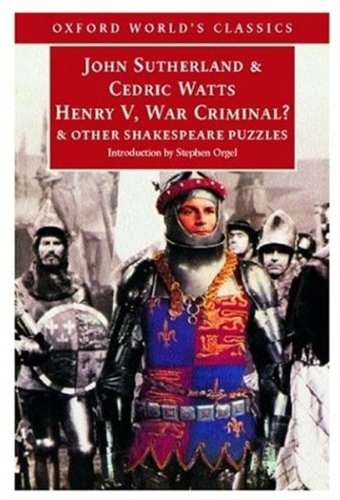 OXFORD WORLD'S CLASSICS
JOHN SUTHERLAND &
CEDRIC WATTS
HENRY V, WAR CRIMINAL?
& OTHER SHAKESPEARE PUZZLES
Introduction by Stephen Orgel